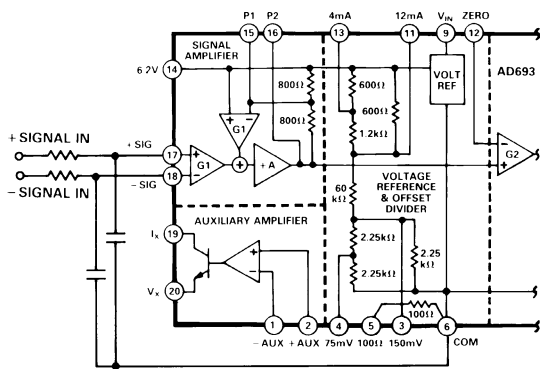 P1 P2 4mA 12mA VIN ZERO
15 16 13 11 9 12
SIGNAL AMPLIFIER
AD693
6 2V 14
800Ω 600Ω
VOLT REF
800Ω 600Ω
1.2kΩ
G1
+ SIGNAL IN
+ SIG
17 G1 + +A G2
- SIGNAL IN
- SIG
18
60 kΩ
VOLTAGE REFERENCE & OFFSET DIVIDER
AUXILIARY AMPLIFIER
IX 19
2.25kΩ
2.25 kΩ
2.25kΩ
VX 20
100Ω
1 2 4 5 3 6
- AUX + AUX 75mV 100Ω 150mV COM